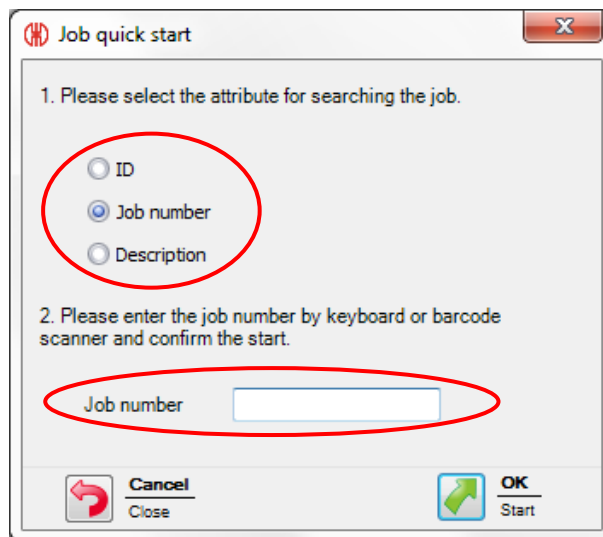 Job quick start
1. Please select the attribute for searching the job.
ID
Job number
Description
2. Please enter the job number by keyboard or barcode
scanner and confirm the start.
Job number
Cancel
Close
OK
Start